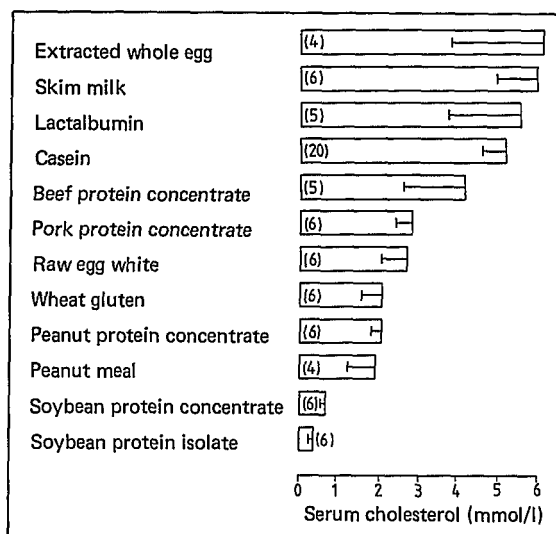 Extracted whole egg (4)
Skim milk (6)
Lactalbumin (5)
Casein (20)
Beef protein concentrate (5)
Pork protein concentrate (6)
Raw egg white (6)
Wheat gluten (6)
Peanut protein concentrate (6)
Peanut meal (4)
Soybean protein concentrate (6)
Soybean protein isolate (6)
0 1 2 3 4 5 6
Serum cholesterol (mmol/l)